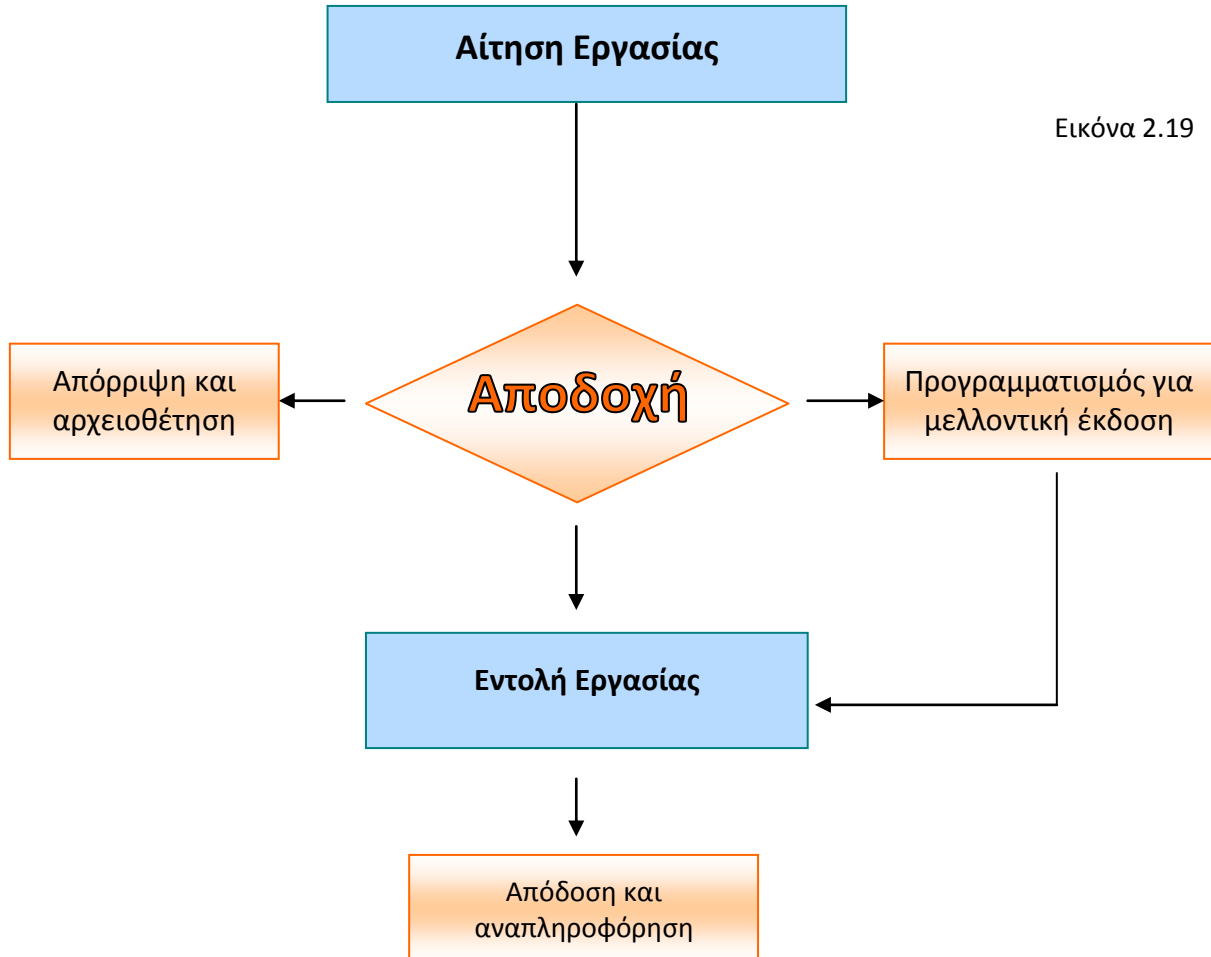 Αίτηση Εργασίας
Εικόνα 2.19
Απόρριψη και
αρχειοθέτηση
Αποδοχή
Προγραμματισμός για
μελλοντική έκδοση
Εντολή Εργασίας
Απόδοση και
αναπληροφόρηση